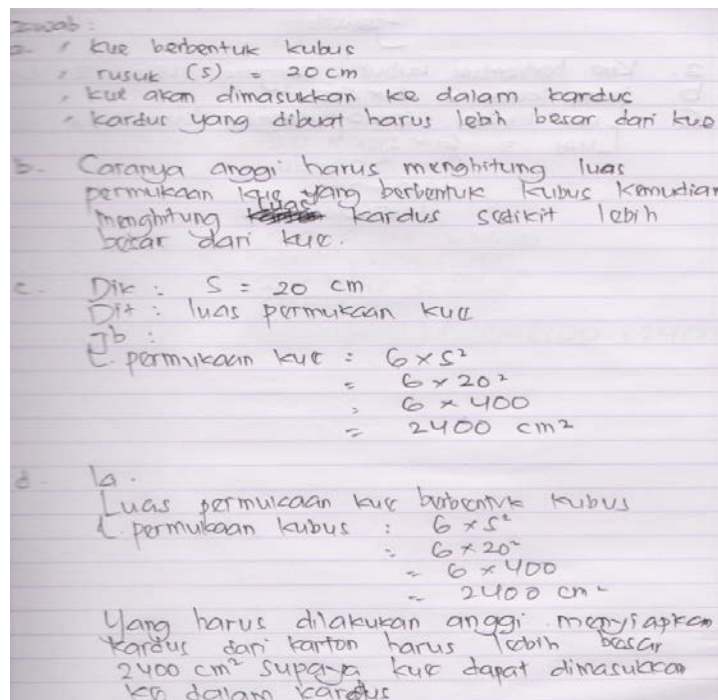 Jawab :
a. , kue berbentuk kubus
, rusuk (s) = 20 cm
, kue akan dimasukkan ke dalam kardus
, kardus yang dibuat harus lebih besar dari kue
b. Caranya anggi harus menghitung luas
permukaan kue yang berbentuk kubus kemudian
menghitung luas kardus sedikit lebih
besar dari kue.
c. Dik : S = 20 cm
Dit : luas permukaan kue
Jb :
L. permukaan kue = 6 × s²
= 6 × 20²
= 6 × 400
= 2400 cm²
d. Ia.
Luas permukaan kue berbentuk kubus
L. permukaan kubus : 6 × s²
= 6 × 20²
= 6 × 400
= 2400 cm²
Yang harus dilakukan anggi menyiapkan
kardus dari karton harus lebih besar
2400 cm² supaya kue dapat dimasukkan
ke dalam kardus